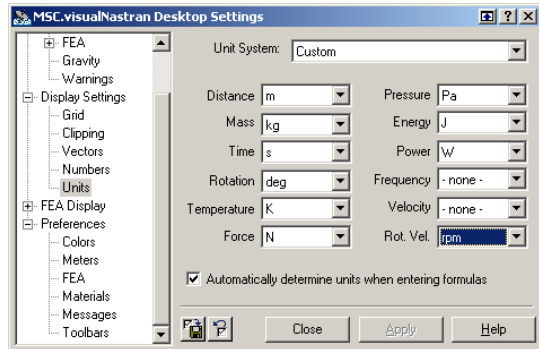 MSC.visualNastran Desktop Settings
FEA
Gravity
Warnings
Display Settings
Grid
Clipping
Vectors
Numbers
Units
FEA Display
Preferences
Colors
Meters
FEA
Materials
Messages
Toolbars
Unit System: Custom
Distance m Pressure Pa
Mass kg Energy J
Time s Power W
Rotation deg Frequency - none -
Temperature K Velocity - none -
Force N Rot. Vel. rpm
Automatically determine units when entering formulas
Close Apply Help